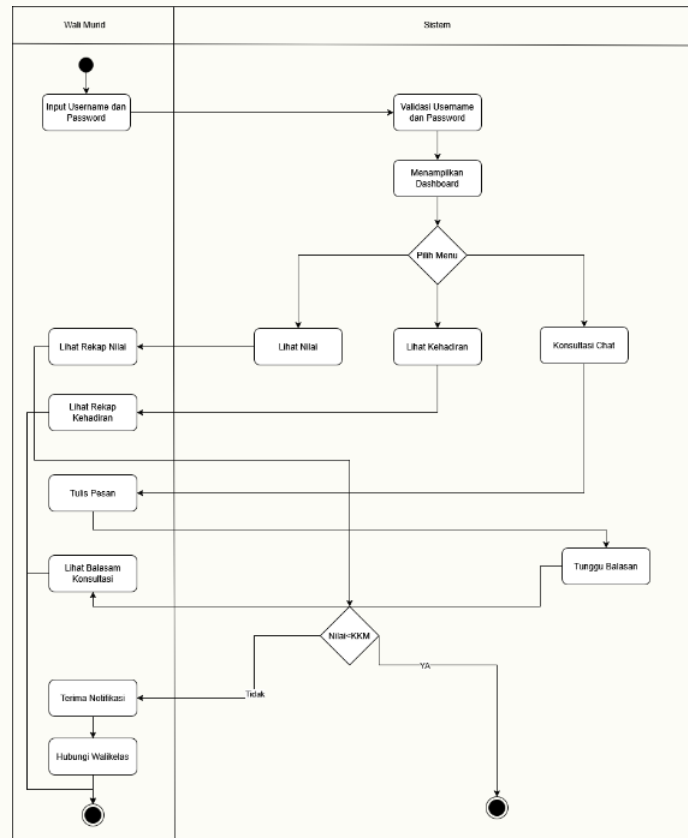 Wali Murid
Sistem
Input Username dan
Password
Validasi Username
dan Password
Menampilkan
Dashboard
Pilih Menu
Lihat Rekap Nilai
Lihat Nilai
Lihat Kehadiran
Konsultasi Chat
Lihat Rekap
Kehadiran
Tulis Pesan
Lihat Balasam
Konsultasi
Tunggu Balasan
Nilai<KKM
YA
Tidak
Terima Notifikasi
Hubungi Walikelas